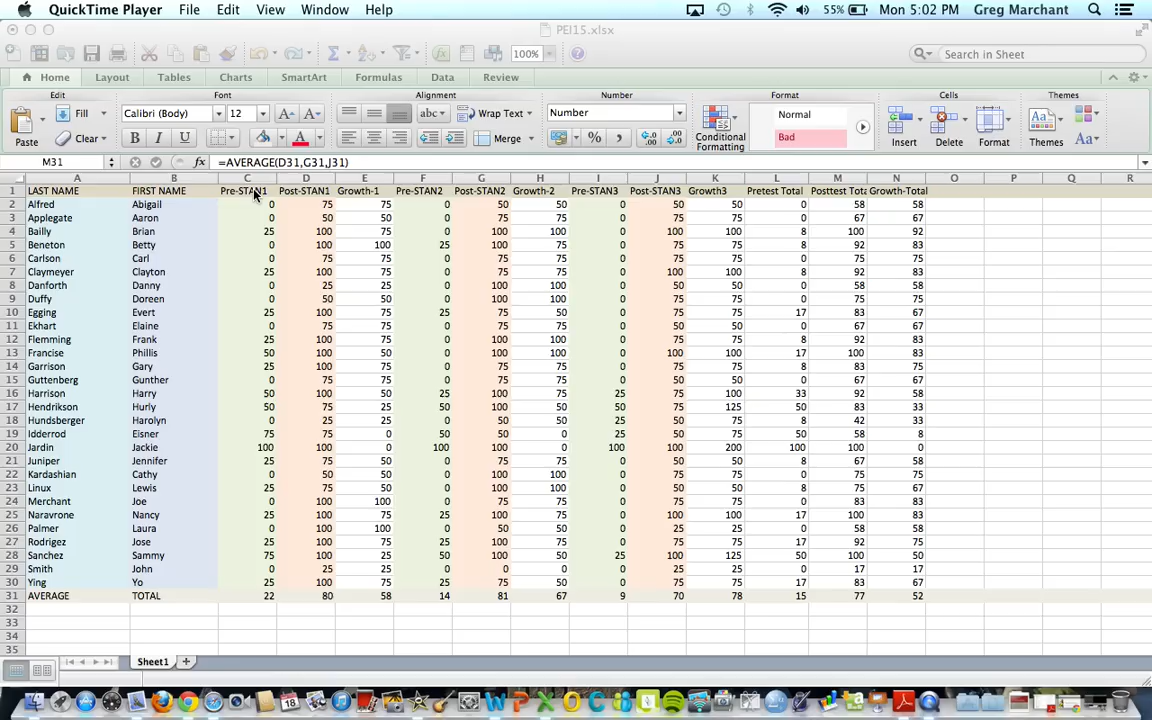 QuickTime Player File Edit View Window Help 55% Mon 5:02 PM Greg Marchant
PEI15.xlsx
100% Search in Sheet
Home Layout Tables Charts SmartArt Formulas Data Review
Edit Font Alignment Number Format Cells Themes
Fill Calibri (Body) 12 abc Wrap Text Number Normal
Paste Clear B I U A Merge % Conditional Formatting Bad Insert Delete Format Themes Aa
M31 fx =AVERAGE(D31,G31,J31)
A B C D E F G H I J K L M N O P Q R
1 LAST NAME FIRST NAME Pre-STAN1 Post-STAN1 Growth-1 Pre-STAN2 Post-STAN2 Growth-2 Pre-STAN3 Post-STAN3 Growth3 Pretest Total Posttest Tota Growth-Total
2 Alfred Abigail 0 75 75 0 50 50 0 50 50 0 58 58
3 Applegate Aaron 0 50 50 0 75 75 0 75 75 0 67 67
4 Bailly Brian 25 100 75 0 100 100 0 100 100 8 100 92
5 Beneton Betty 0 100 100 25 100 75 0 75 75 8 92 83
6 Carlson Carl 0 75 75 0 75 75 0 75 75 0 75 75
7 Claymeyer Clayton 25 100 75 0 75 75 0 100 100 8 92 83
8 Danforth Danny 0 25 25 0 100 100 0 50 50 0 58 58
9 Duffy Doreen 0 50 50 0 100 100 0 75 75 0 75 75
10 Egging Evert 25 100 75 25 75 50 0 75 75 17 83 67
11 Ekhart Elaine 0 75 75 0 75 75 0 50 50 0 67 67
12 Flemming Frank 25 100 75 0 100 100 0 75 75 8 92 83
13 Francise Phillis 50 100 50 0 100 100 0 100 100 17 100 83
14 Garrison Gary 25 100 75 0 75 75 0 75 75 8 83 75
15 Guttenberg Gunther 0 75 75 0 75 75 0 50 50 0 67 67
16 Harrison Harry 50 100 50 25 100 75 25 75 100 33 92 58
17 Hendrikson Hurly 50 75 25 50 100 50 50 75 125 50 83 33
18 Hundsberger Harolyn 0 25 25 0 50 50 25 50 75 8 42 33
19 Idderrod Eisner 75 75 0 50 50 0 25 50 75 50 58 8
20 Jardin Jackie 100 100 0 100 100 0 100 100 200 100 100 0
21 Juniper Jennifer 25 75 50 0 75 75 0 50 50 8 67 58
22 Kardashian Cathy 0 50 50 0 100 100 0 75 75 0 75 75
23 Linux Lewis 25 75 50 0 100 100 0 50 50 8 75 67
24 Merchant Joe 0 100 100 0 75 75 0 75 75 0 83 83
25 Naravrone Nancy 25 100 75 25 100 75 0 100 100 17 100 83
26 Palmer Laura 0 100 100 0 50 50 0 25 25 0 58 58
27 Rodrigez Jose 25 100 75 25 100 75 0 75 75 17 92 75
28 Sanchez Sammy 75 100 25 50 100 50 25 100 125 50 100 50
29 Smith John 0 25 25 0 0 0 0 25 25 0 17 17
30 Ying Yo 25 100 75 25 75 50 0 75 75 17 83 67
31 AVERAGE TOTAL 22 80 58 14 81 67 9 70 78 15 77 52
32
33
34
35
Sheet1